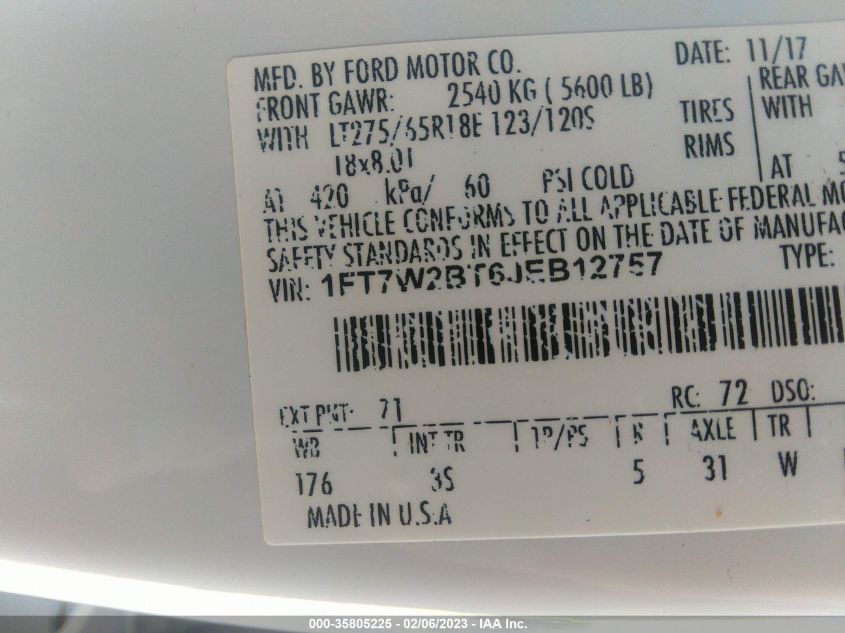 MFD. BY FORD MOTOR CO. DATE: 11/17
FRONT GAWR: 2540 KG ( 5600 LB) REAR GA
WITH LT275/65R18E 123/120S TIRES WITH
18x8.0J RIMS
AT 420 kPa/ 60 PSI COLD AT 5
THIS VEHICLE CONFORMS TO ALL APPLICABLE FEDERAL MO
SAFETY STANDARDS IN EFFECT ON THE DATE OF MANUFAC
VIN: 1FT7W2BT6JEB12757 TYPE:
EXT PNT: Z1 RC: 72 DSO:
WB INT TR TP/PS R AXLE TR
176 3S 5 31 W
MADE IN U.S.A
000-35805225 - 02/06/2023 - IAA Inc.